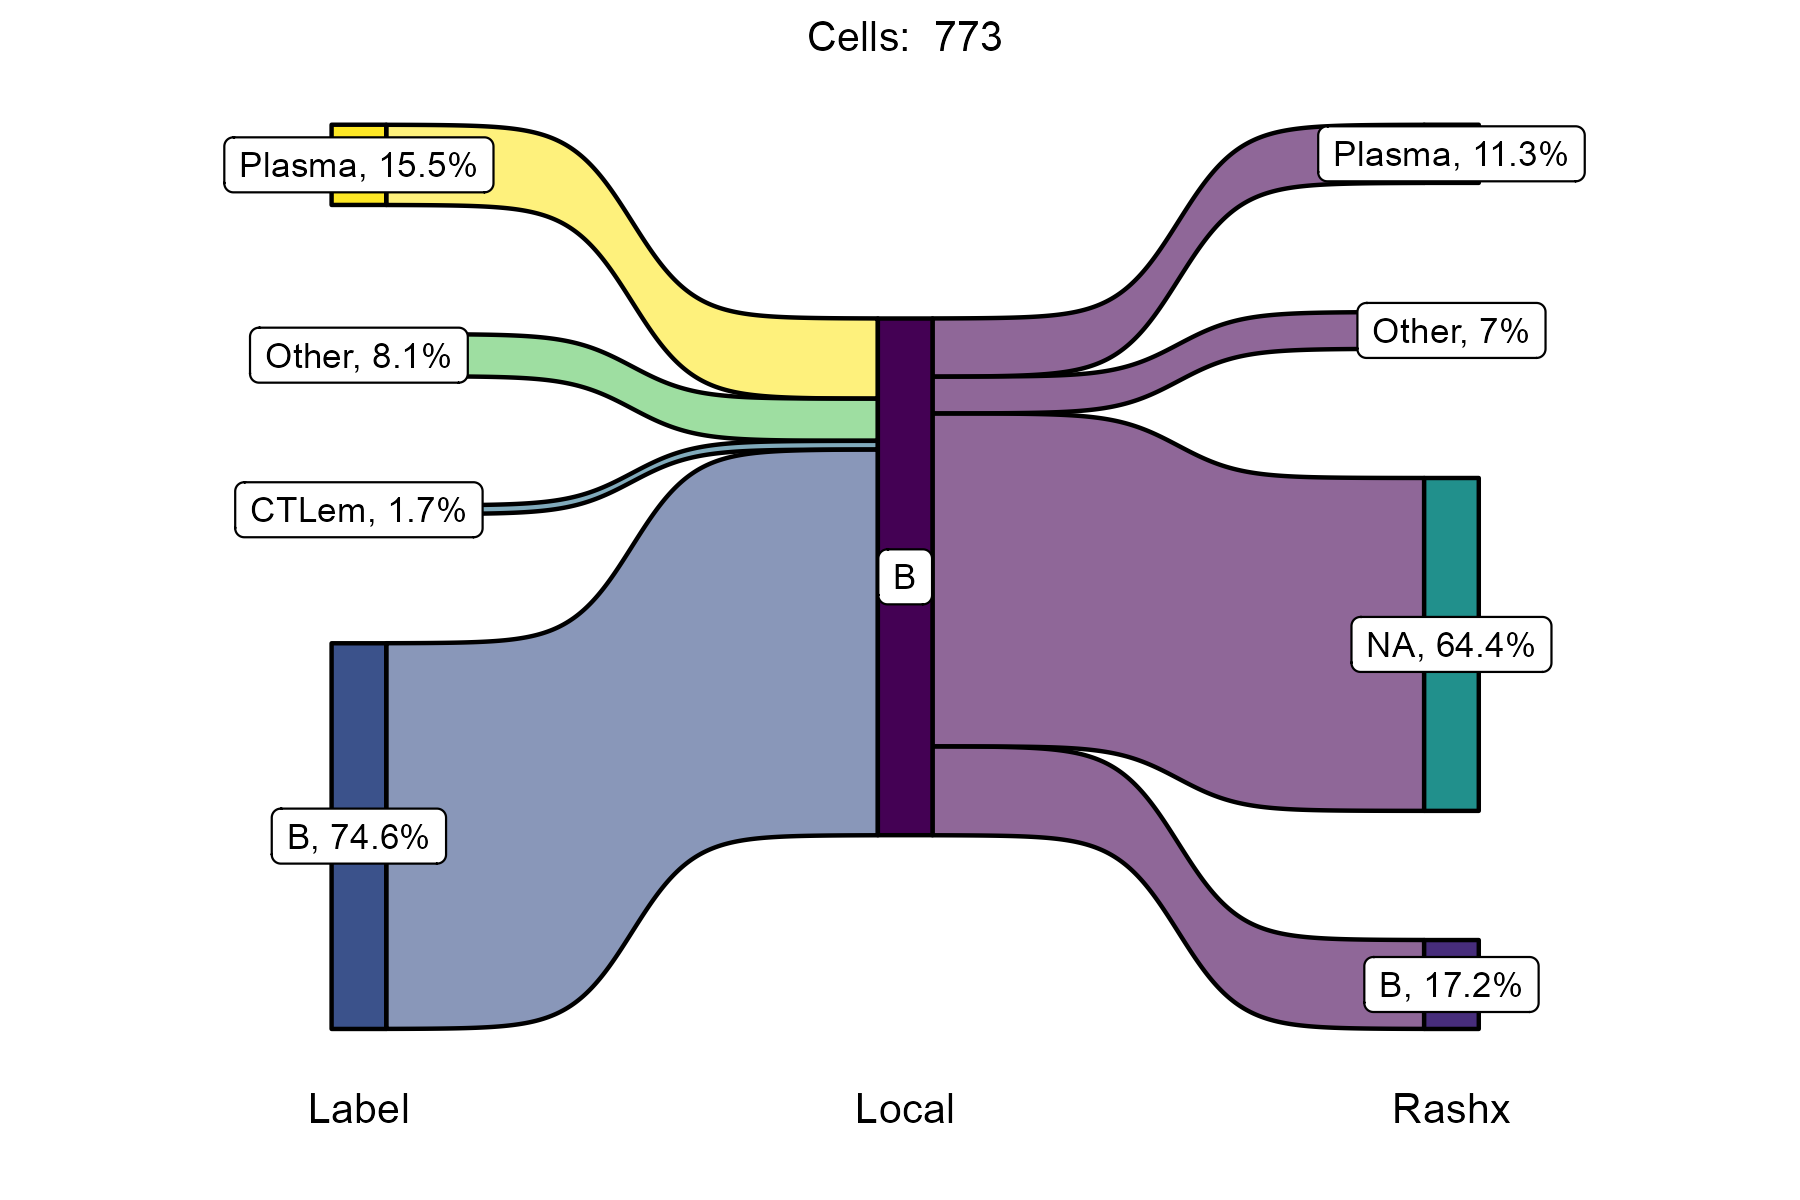 Cells: 773
Plasma, 15.5%
Other, 8.1%
CTLem, 1.7%
B, 74.6%
B
Plasma, 11.3%
Other, 7%
NA, 64.4%
B, 17.2%
Label
Local
Rashx